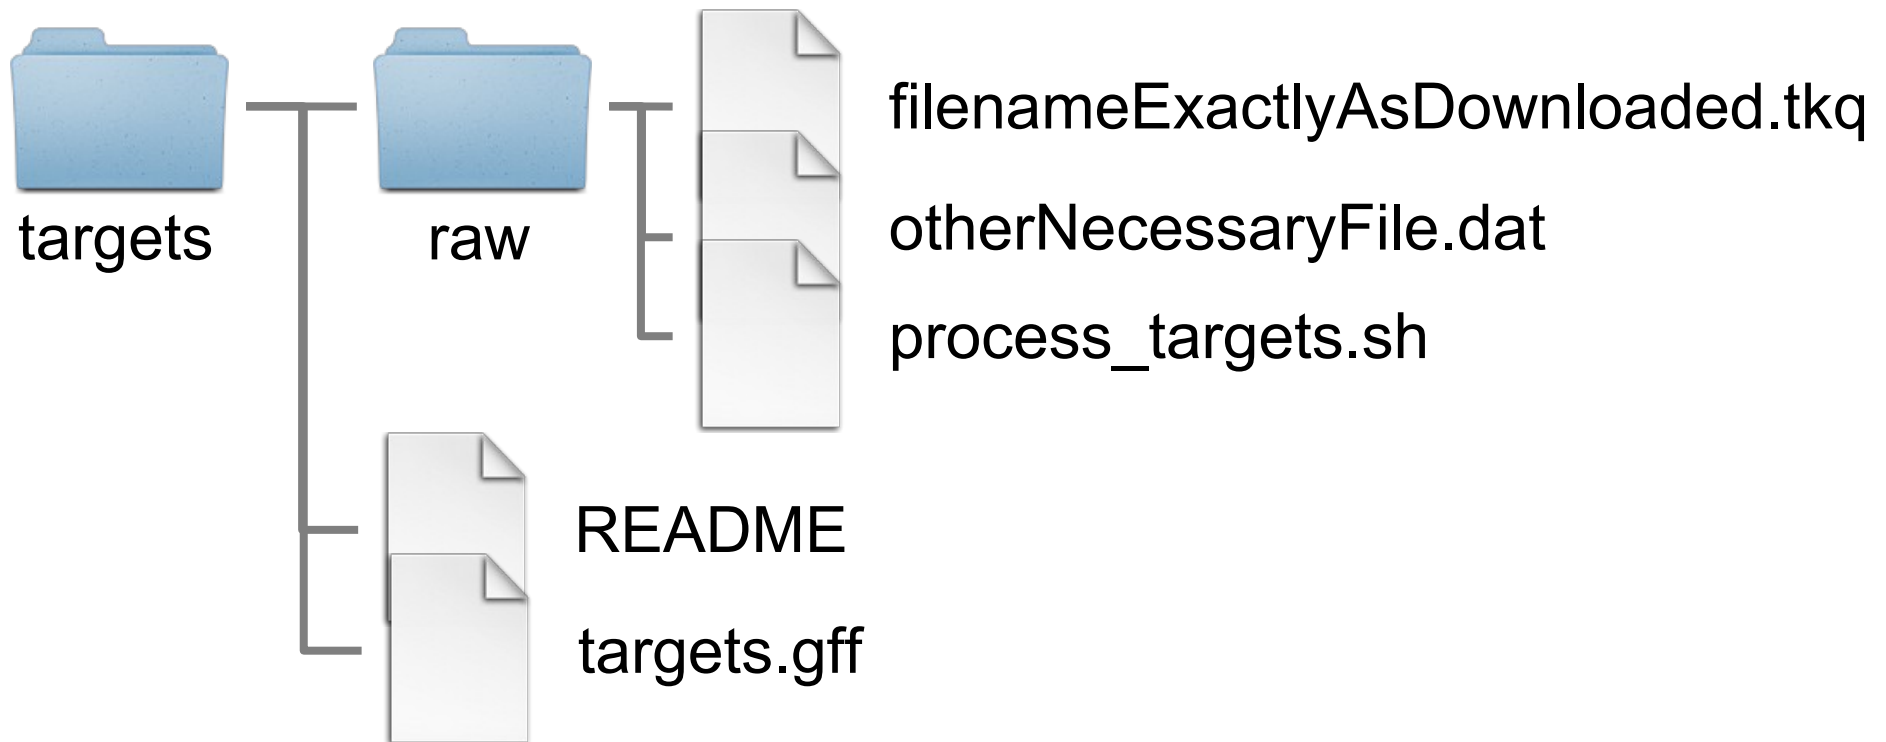 filenameExactlyAsDownloaded.tkq
targets
raw
otherNecessaryFile.dat
process_targets.sh
README
targets.gff